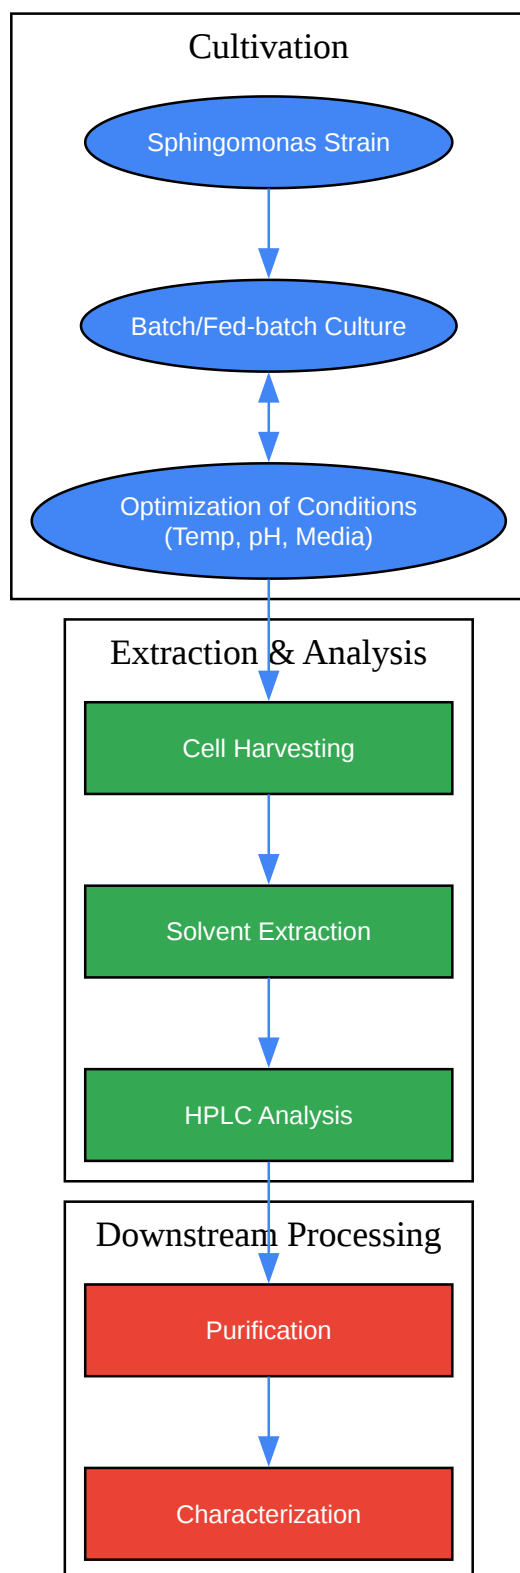 Cultivation
Sphingomonas Strain
Batch/Fed-batch Culture
Optimization of Conditions
(Temp, pH, Media)
Extraction & Analysis
Cell Harvesting
Solvent Extraction
HPLC Analysis
Downstream Processing
Purification
Characterization